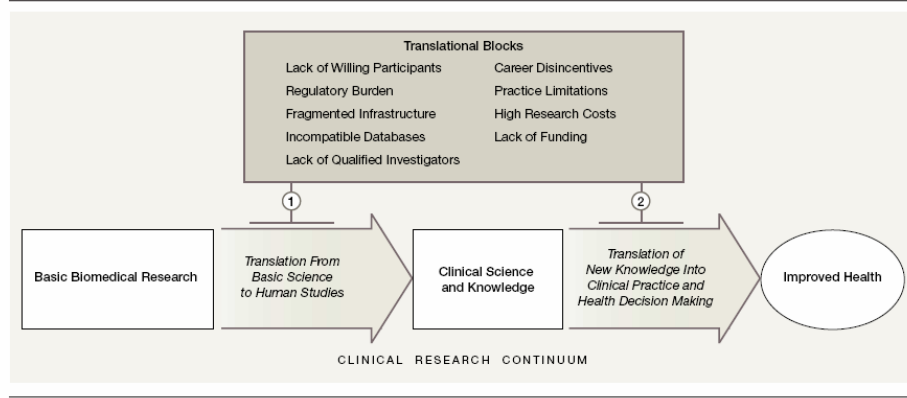 Translational Blocks
Lack of Willing Participants
Regulatory Burden
Fragmented Infrastructure
Incompatible Databases
Lack of Qualified Investigators
Career Disincentives
Practice Limitations
High Research Costs
Lack of Funding
1
2
Basic Biomedical Research
Translation From
Basic Science
to Human Studies
Clinical Science
and Knowledge
Translation of
New Knowledge Into
Clinical Practice and
Health Decision Making
Improved Health
CLINICAL RESEARCH CONTINUUM